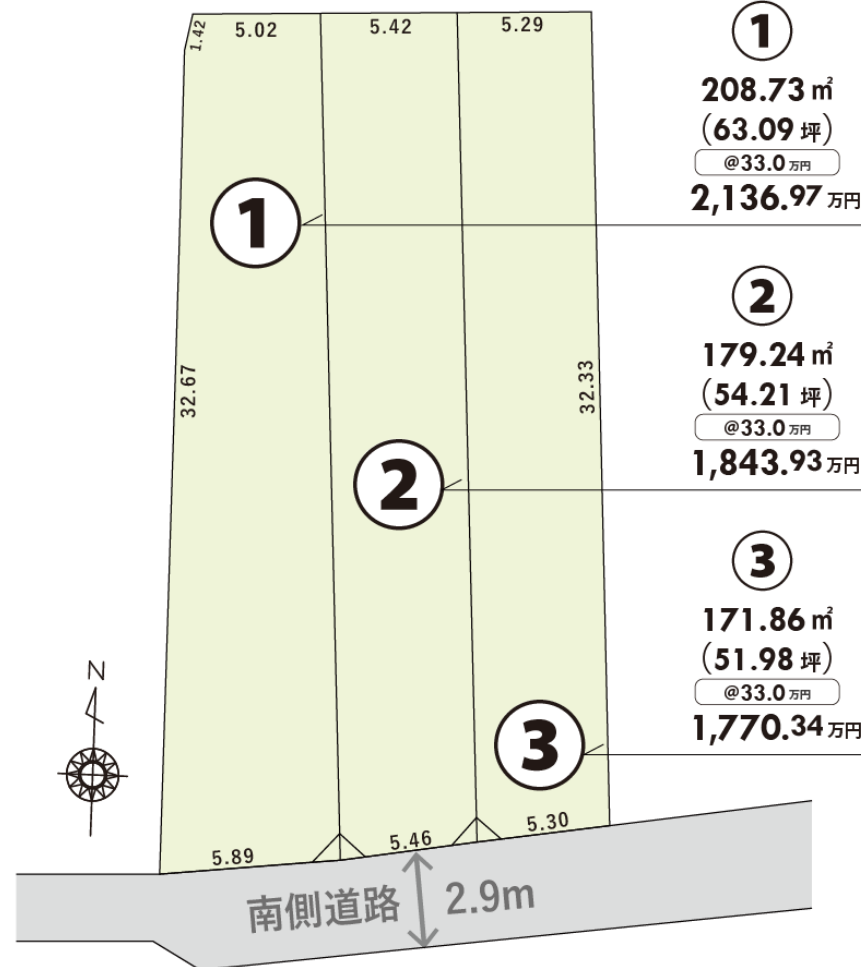 1.42
5.02
5.42
5.29
①
208.73㎡
(63.09坪)
@33.0万円
2,136.97万円
1
②
179.24㎡
(54.21坪)
@33.0万円
1,843.93万円
32.67
32.33
2
③
171.86㎡
(51.98坪)
@33.0万円
1,770.34万円
3
N
5.89
5.46
5.30
南側道路 2.9m